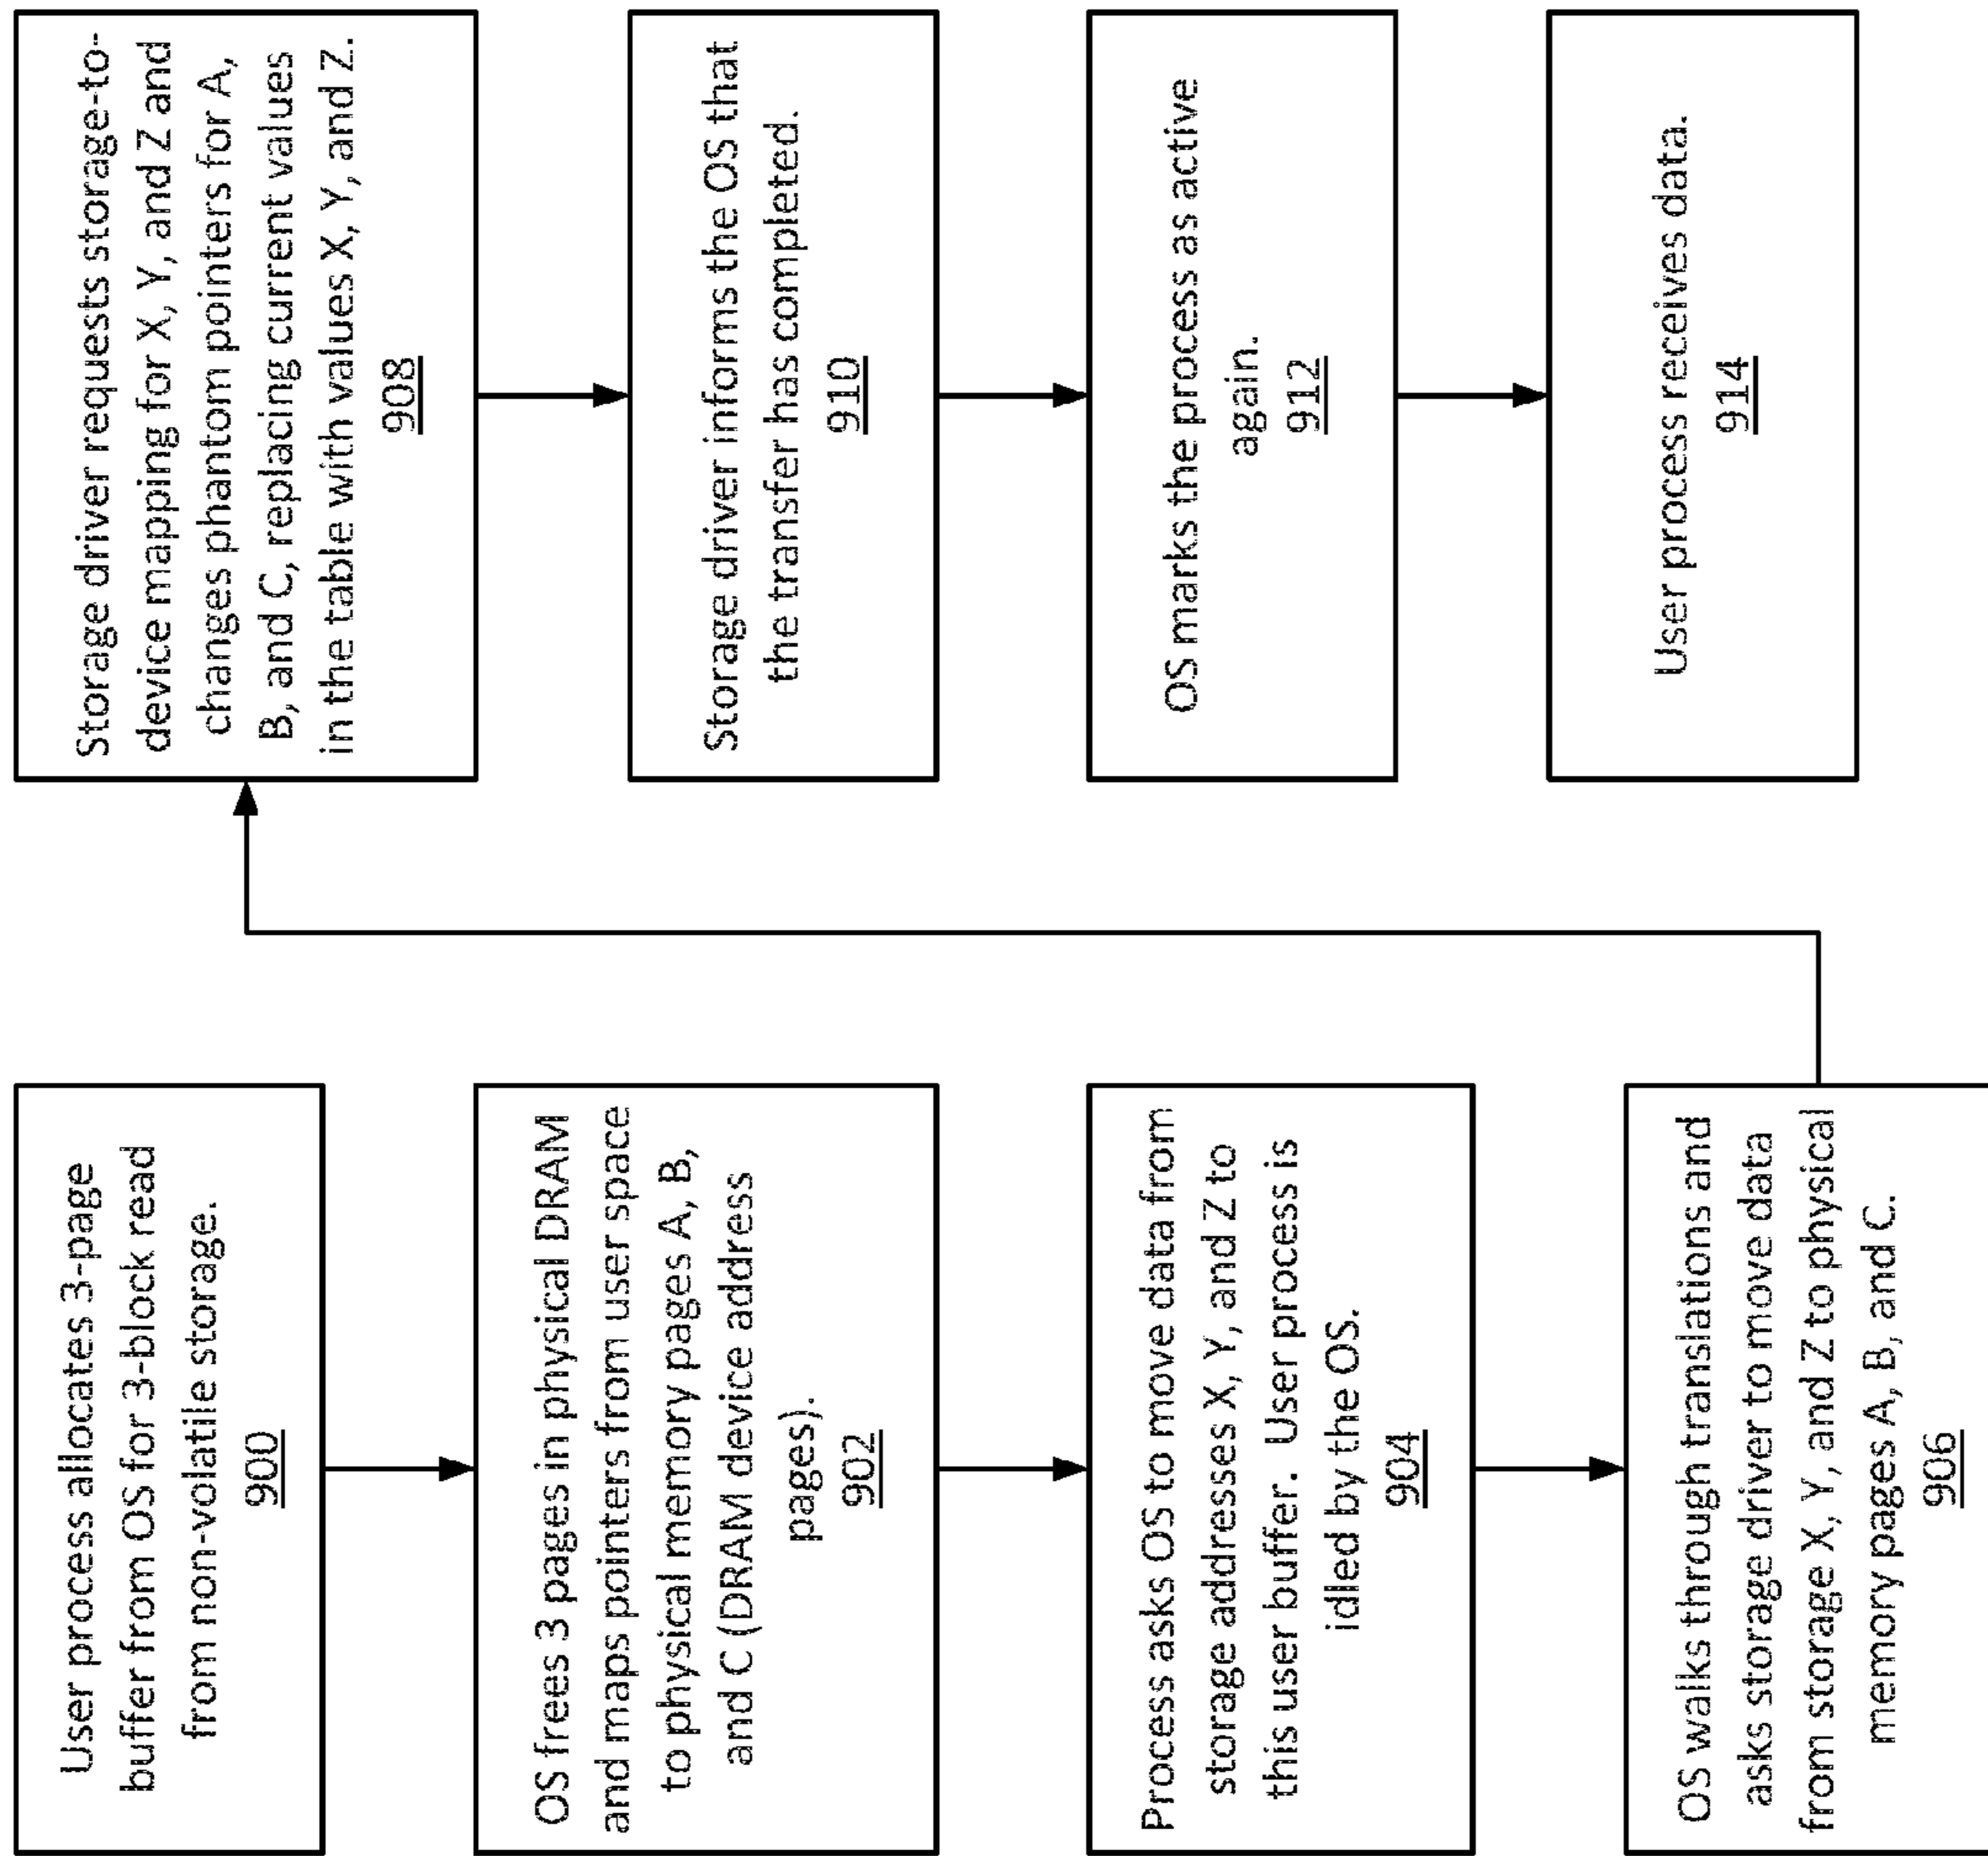 User process allocates 3-page
buffer from OS for 3-block read
from non-volatile storage.
900
OS frees 3 pages in physical DRAM
and maps pointers from user space
to physical memory pages A, B,
and C (DRAM device address
pages).
902
Process asks OS to move data from
storage addresses X, Y, and Z to
this user buffer.  User process is
idled by the OS.
904
OS walks through translations and
asks storage driver to move data
from storage X, Y, and Z to physical
memory pages A, B, and C.
906
Storage driver requests storage-to-
device mapping for X, Y, and Z and
changes phantom pointers for A,
B, and C, replacing current values
in the table with values X, Y, and Z.
908
Storage driver informs the OS that
the transfer has completed.
910
OS marks the process as active
again.
912
User process receives data.
914